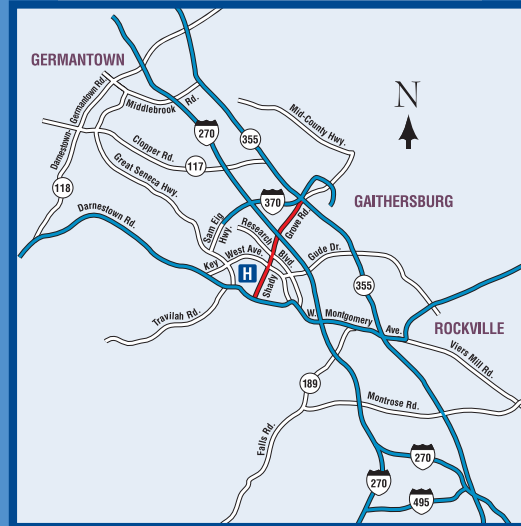 GERMANTOWN
Darnestown - Germantown Rd.
Middlebrook Rd.
270
355
Mid-County Hwy.
N
Clopper Rd.
117
Great Seneca Hwy.
118
Darnestown Rd.
370
GAITHERSBURG
Sam Eig Hwy.
Research Blvd.
Shady Grove Rd.
Key West Ave.
Gude Dr.
H
355
Travilah Rd.
W. Montgomery Ave.
ROCKVILLE
Viers Mill Rd.
189
Montrose Rd.
Falls Rd.
270
270
495